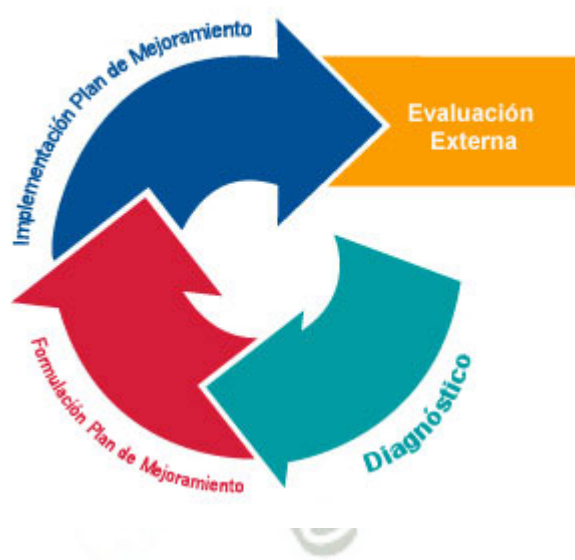 Implementación Plan de Mejoramiento
Evaluación
Externa
Diagnóstico
Formulación Plan de Mejoramiento